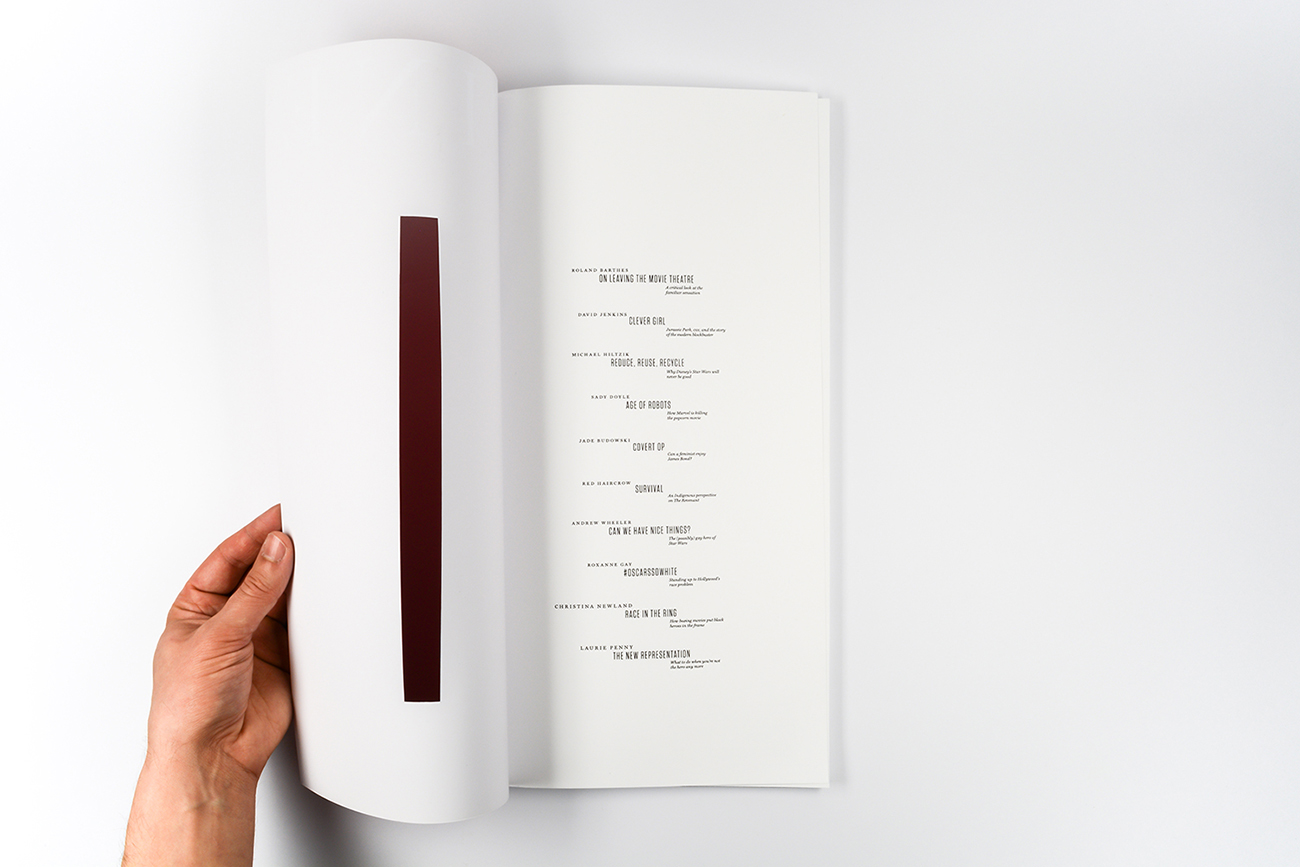 ROLAND BARTHES
ON LEAVING THE MOVIE THEATRE
A critical look at the
familiar situation
DAVID JENKINS
CLEVER GIRL
Jurassic Park, and the story
of the modern blockbuster
MICHAEL HILTZIK
REDUCE, REUSE, RECYCLE
Why Disney's Star Wars will
never be good
SADY DOYLE
AGE OF ROBOTS
How Marvel is killing
the popcorn movie
JADE BUDOWSKI
COVERT OP
Can a feminist enjoy
James Bond?
RED HAIRCROW
SURVIVAL
An Indigenous perspective
on The Revenant
ANDREW WHEELER
CAN WE HAVE NICE THINGS?
The (possibly) gay hero of
Star Wars
ROXANNE GAY
#OSCARSSOWHITE
Standing up to Hollywood's
race problem
CHRISTINA NEWLAND
RACE IN THE RING
How boxing movies put black
heroes in the frame
LAURIE PENNY
THE NEW REPRESENTATION
What to do when you're not
the hero any more